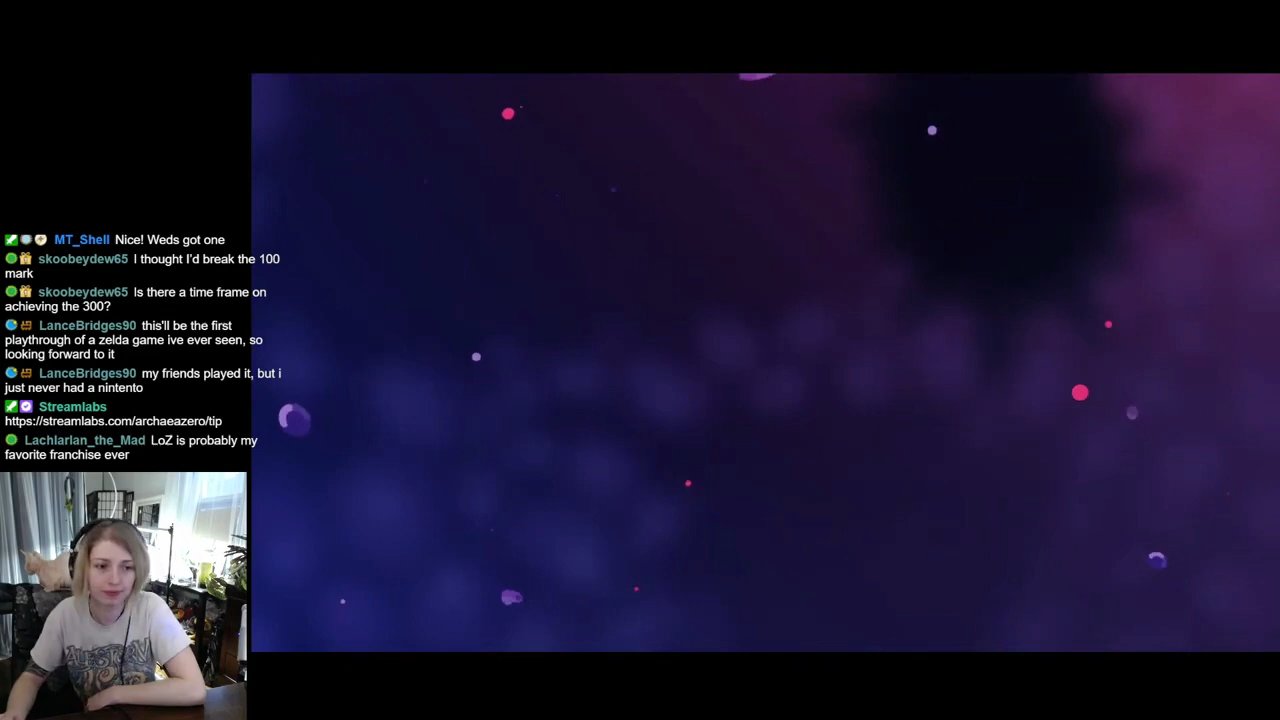 MT_Shell Nice! Weds got one
skoobeydew65 I thought I'd break the 100
mark
skoobeydew65 Is there a time frame on
achieving the 300?
LanceBridges90 this'll be the first
playthrough of a zelda game ive ever seen, so
looking forward to it
LanceBridges90 my friends played it, but i
just never had a nintento
Streamlabs
https://streamlabs.com/archaeazero/tip
Lachlarlan_the_Mad LoZ is probably my
favorite franchise ever
ALESTORM